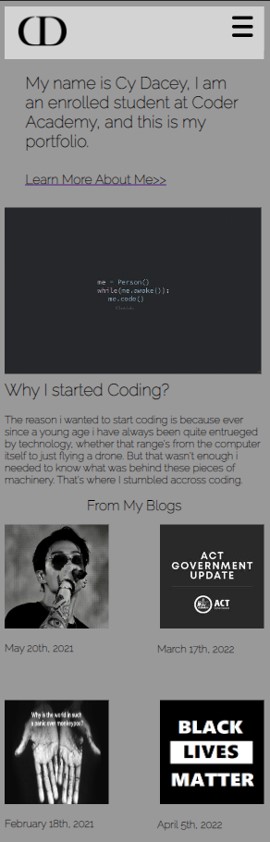 CD
My name is Cy Dacey, I am
an enrolled student at Coder
Academy, and this is my
portfolio.
Learn More About Me>>
me = Person()
while(me.awake()):
me.code()
Why I started Coding?
The reason i wanted to start coding is because ever
since a young age i have always been quite entrueged
by technology, whether that range's from the computer
itself to just flying a drone. But that wasn't enough i
needed to know what was behind these pieces of
machinery. That's where I stumbled accross coding.
From My Blogs
ACT
GOVERNMENT
UPDATE
ACT
May 20th, 2021
March 17th, 2022
Why is the world in such
a panic over monkeypox?
BLACK
LIVES
MATTER
February 18th, 2021
April 5th, 2022